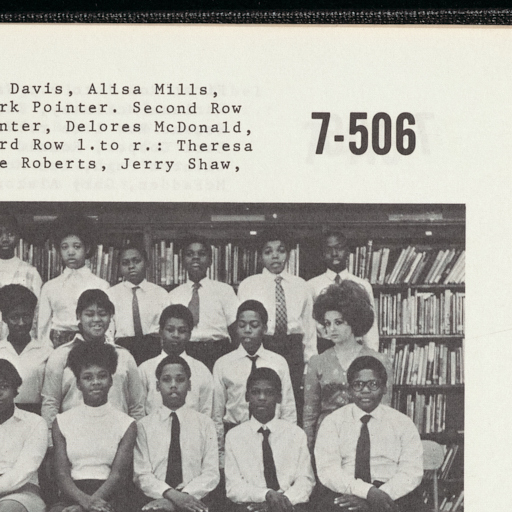 Davis, Alisa Mills,
rk Pointer. Second Row
nter, Delores McDonald,
rd Row l.to r.: Theresa
e Roberts, Jerry Shaw,
7-506